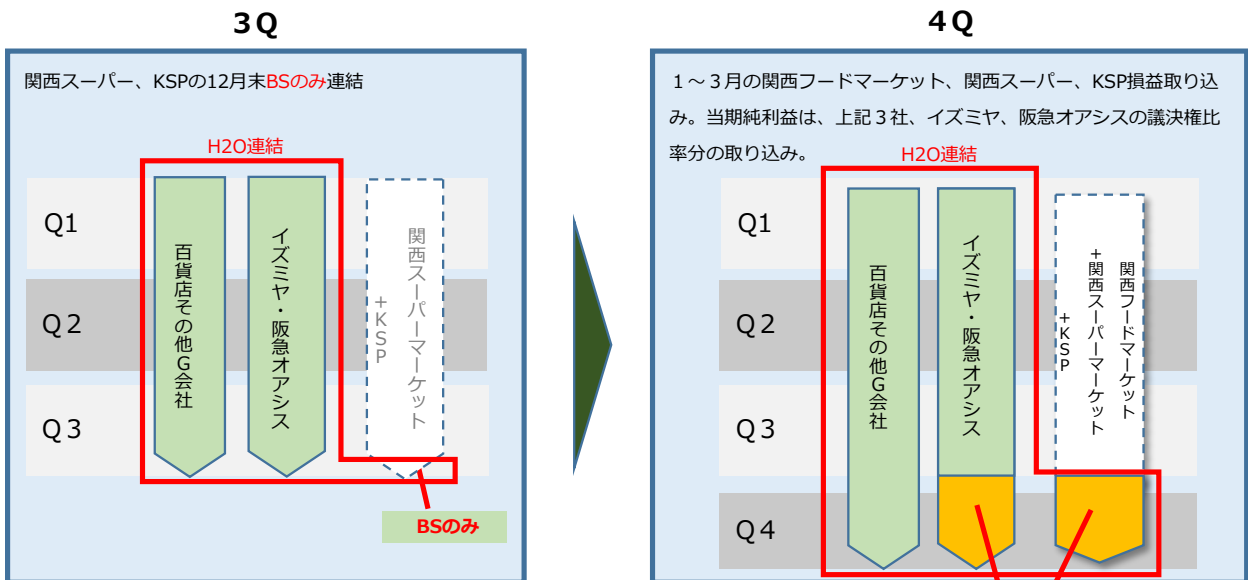 3Q
関西スーパー、KSPの12月末BSのみ連結
H2O連結
Q1
Q2
Q3
百貨店その他G会社
イズミヤ・阪急オアシス
関西スーパーマーケット
+KSP
BSのみ
4Q
1~3月の関西フードマーケット、関西スーパー、KSP損益取り込
み。当期純利益は、上記3社、イズミヤ、阪急オアシスの議決権比
率分の取り込み。
H2O連結
Q1
Q2
Q3
Q4
百貨店その他G会社
イズミヤ・阪急オアシス
関西フードマーケット
+関西スーパーマーケット
+KSP